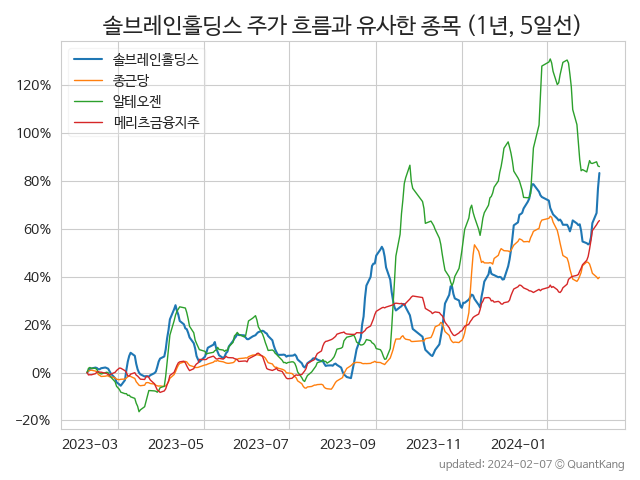 솔브레인홀딩스 주가 흐름과 유사한 종목 (1년, 5일선)
솔브레인홀딩스
종근당
알테오젠
메리츠금융지주
120%
100%
80%
60%
40%
20%
0%
−20%
2023-03
2023-05
2023-07
2023-09
2023-11
2024-01
updated: 2024-02-07 © QuantKang